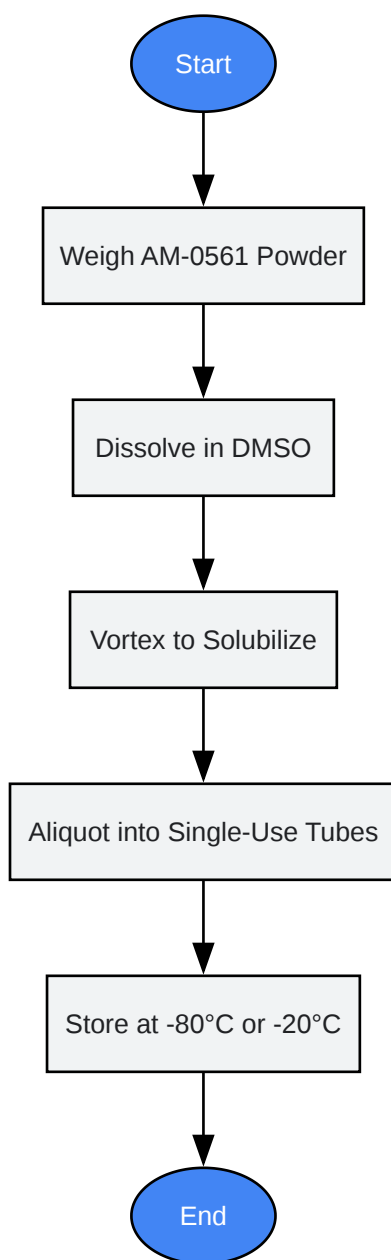 Start
Weigh AM-0561 Powder
Dissolve in DMSO
Vortex to Solubilize
Aliquot into Single-Use Tubes
Store at -80°C or -20°C
End